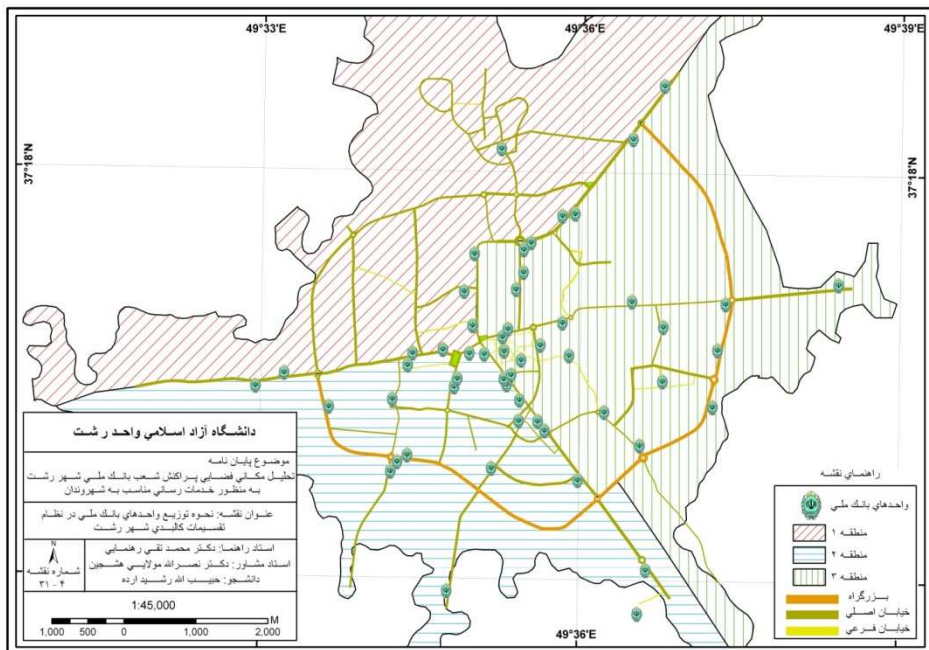 49°33'E
49°36'E
49°39'E
37°18'N
37°18'N
دانشگاه آزاد اسلامي واحد رشت
موضوع پايان نامه
تحليل مكاني فضايي پراكنش شعب بانك ملي شهر رشت
به منظور خدمات رساني مناسب به شهروندان
عنوان نقشه: نحوه توزيع واحدهاي بانك ملي در نظام
تقسيمات كالبدي شهر رشت
استاد راهنما: دكتر محمد تقي رهنمايي
استاد مشاور: دكتر نصرالله مولايي هشجين
دانشجو: حبيب الله رشيد ارده
N
شماره نقشه
۴ - ۳۱
1:45,000
1,000 500 0 1,000 2,000 M
راهنماي نقشه
واحدهاي بانك ملي
منطقه ۱
منطقه ۲
منطقه ۳
بزرگراه
خيابان اصلي
خيابان فرعي
49°36'E